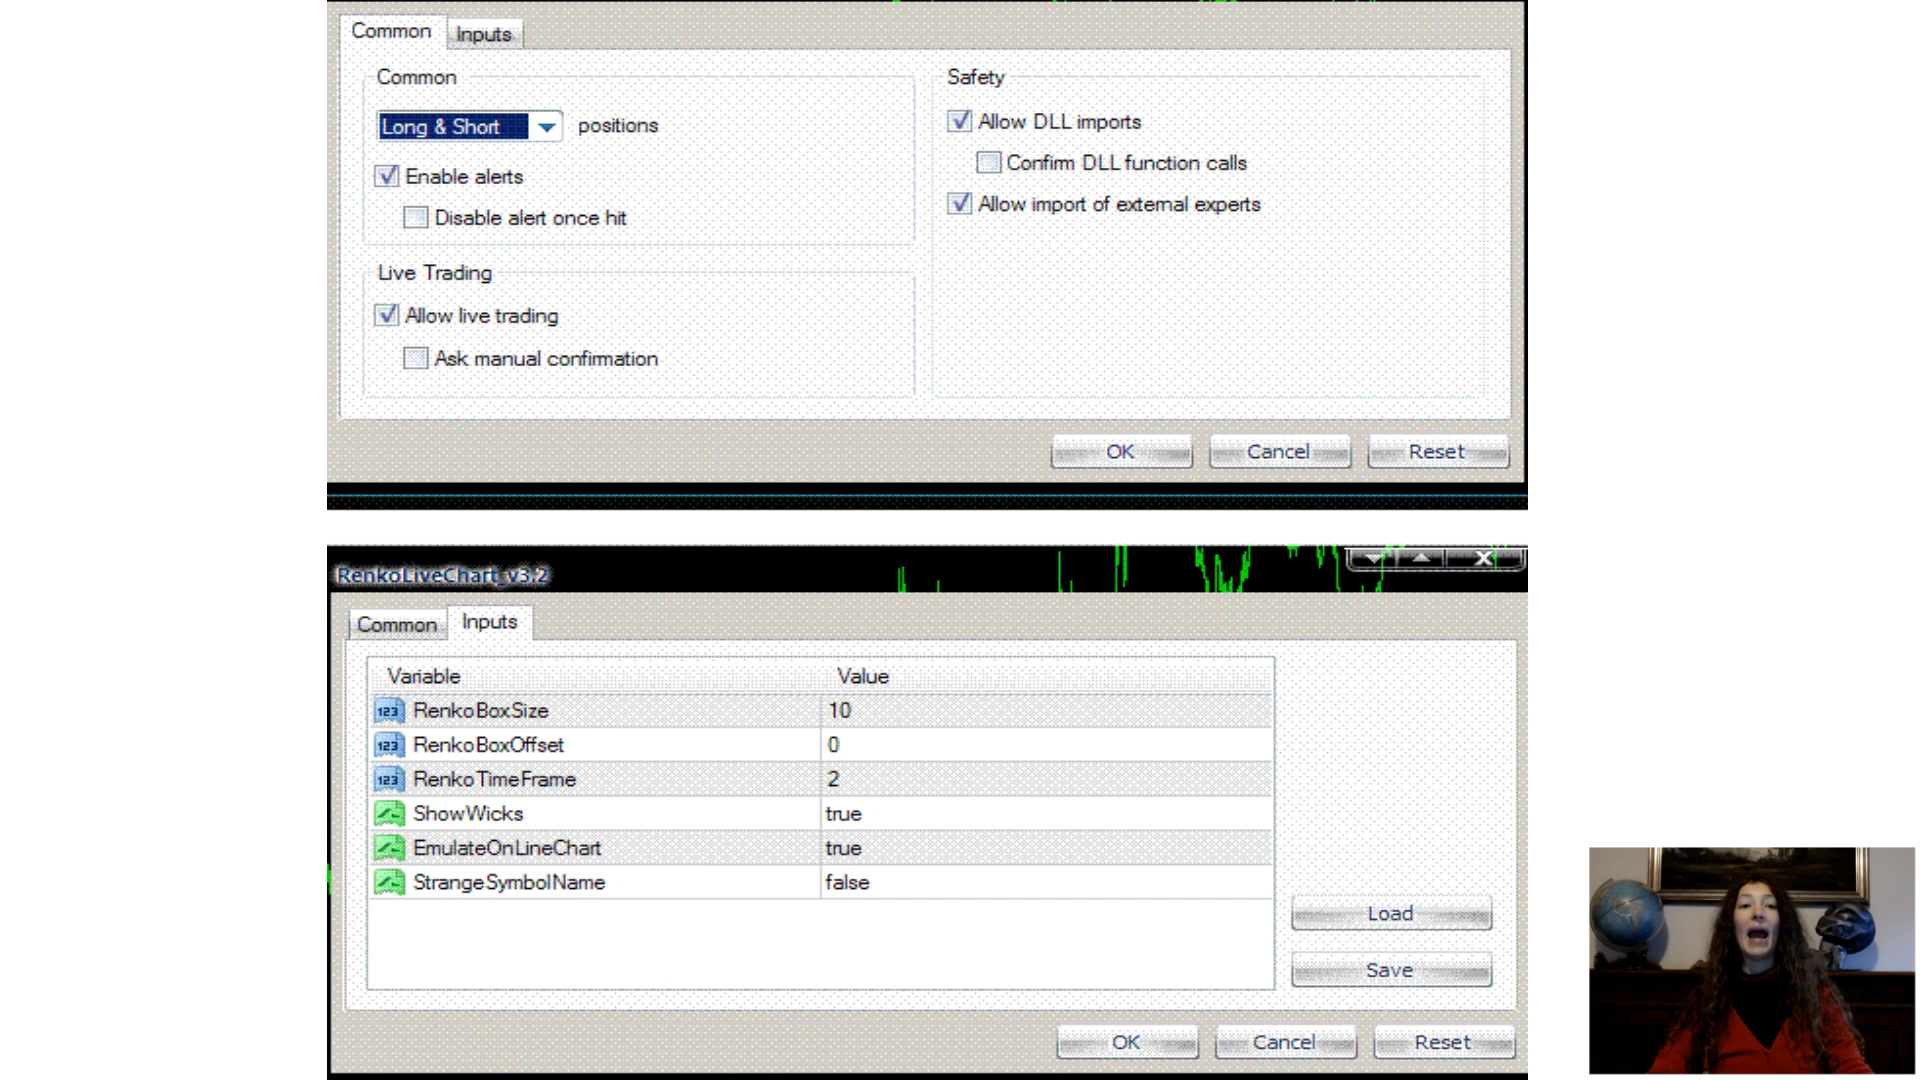 Common Inputs
Common
Long & Short positions
Enable alerts
Disable alert once hit
Live Trading
Allow live trading
Ask manual confirmation
Safety
Allow DLL imports
Confirm DLL function calls
Allow import of external experts
OK Cancel Reset
RenkoLiveChart_v3.2
X
Common Inputs
Variable Value
123 RenkoBoxSize 10
123 RenkoBoxOffset 0
123 RenkoTimeFrame 2
ShowWicks true
EmulateOnLineChart true
StrangeSymbolName false
Load
Save
OK Cancel Reset